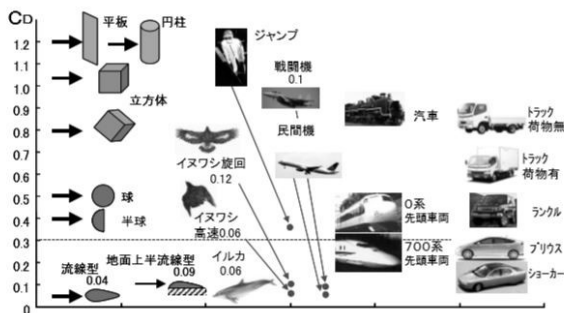 CD
1.2
1.1
1.0
0.9
0.8
0.7
0.6
0.5
0.4
0.3
0.2
0.1
0
平板
円柱
立方体
球
半球
流線型
0.04
地面上半流線型
0.09
ジャンプ
戦闘機
0.1
民間機
イヌワシ旋回
0.12
イヌワシ
高速0.06
イルカ
0.06
汽車
0系
先頭車両
700系
先頭車両
トラック
荷物無
トラック
荷物有
ランクル
プリウス
ショーカー